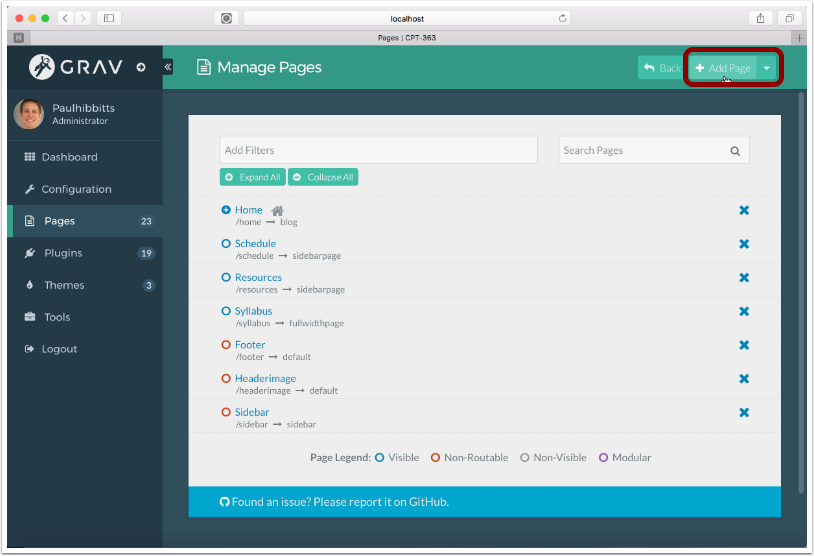 localhost
Pages | CPT-363
H
GRAV
Manage Pages
Back
Add Page
Paulhibbitts
Administrator
Dashboard
Configuration
Pages 23
Plugins 19
Themes 3
Tools
Logout
Add Filters
Search Pages
Expand All
Collapse All
Home
/home → blog
Schedule
/schedule → sidebarpage
Resources
/resources → sidebarpage
Syllabus
/syllabus → fullwidthpage
Footer
/footer → default
Headerimage
/headerimage → default
Sidebar
/sidebar → sidebar
Page Legend: Visible Non-Routable Non-Visible Modular
Found an issue? Please report it on GitHub.